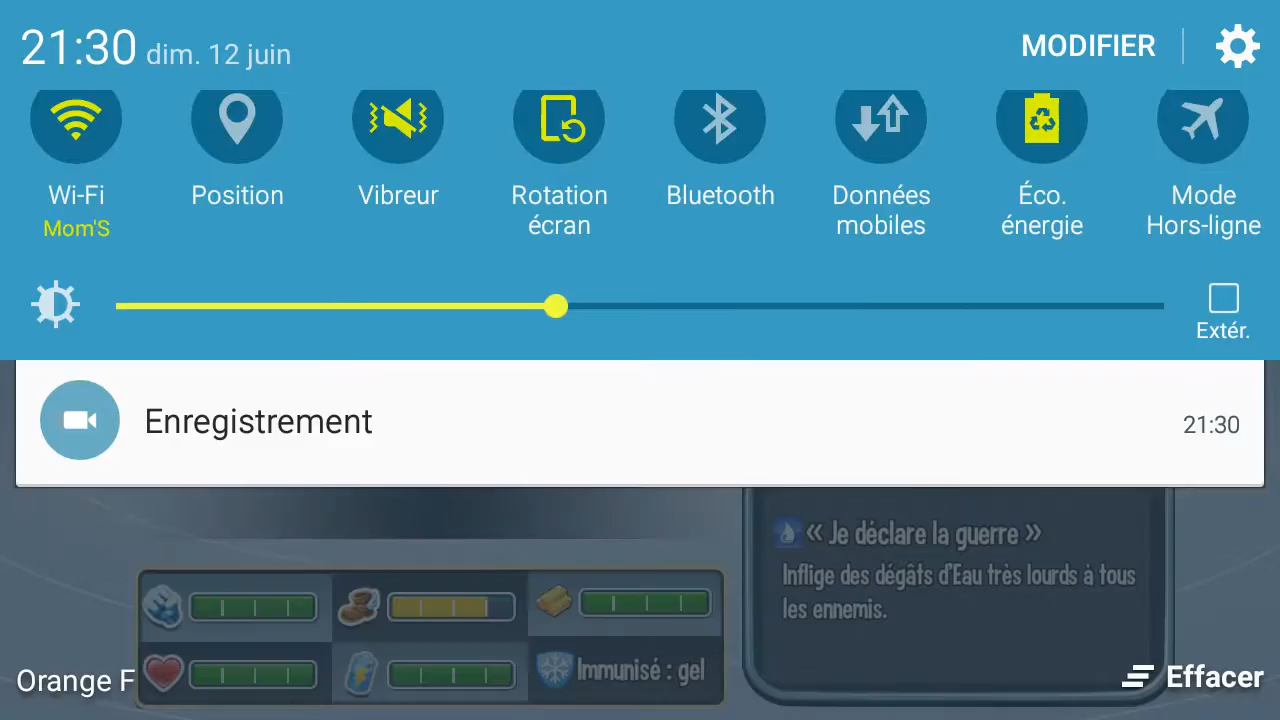 21:30 dim. 12 juin MODIFIER
Wi-Fi Position Vibreur Rotation écran Bluetooth Données mobiles Éco. énergie Mode Hors-ligne
Mom'S
Extér.
Enregistrement 21:30
« Je déclare la guerre »
Inflige des dégâts d'Eau très lourds à tous
les ennemis.
Immunisé : gel
Orange F
Effacer